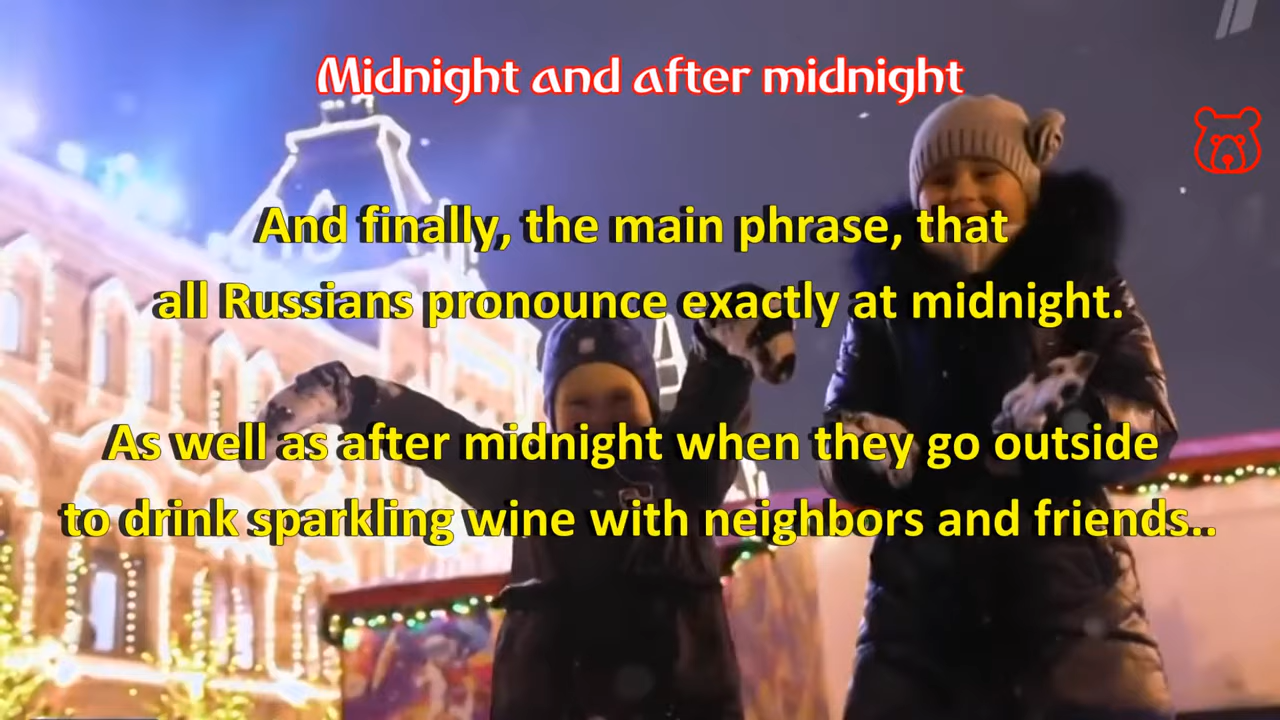 Midnight and after midnight
And finally, the main phrase, that
all Russians pronounce exactly at midnight.
As well as after midnight when they go outside
to drink sparkling wine with neighbors and friends..